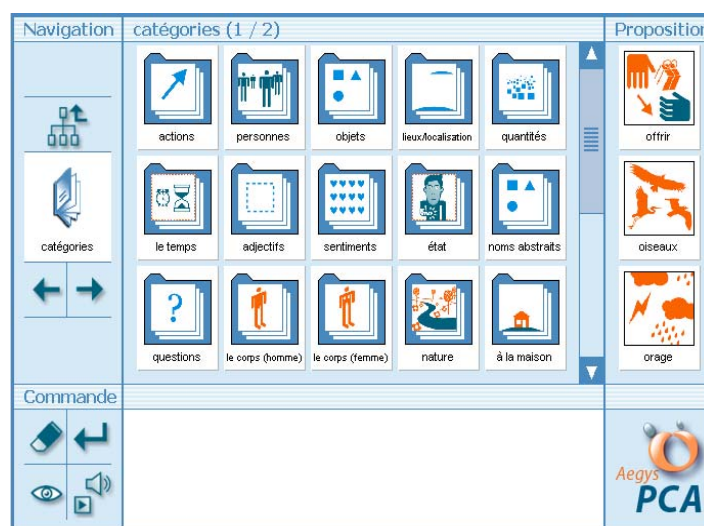 Navigation
catégories (1 / 2)
Proposition
actions
personnes
objets
lieux/localisation
quantités
offrir
catégories
le temps
adjectifs
sentiments
état
noms abstraits
oiseaux
questions
le corps (homme)
le corps (femme)
nature
à la maison
orage
Commande
Aegys
PCA